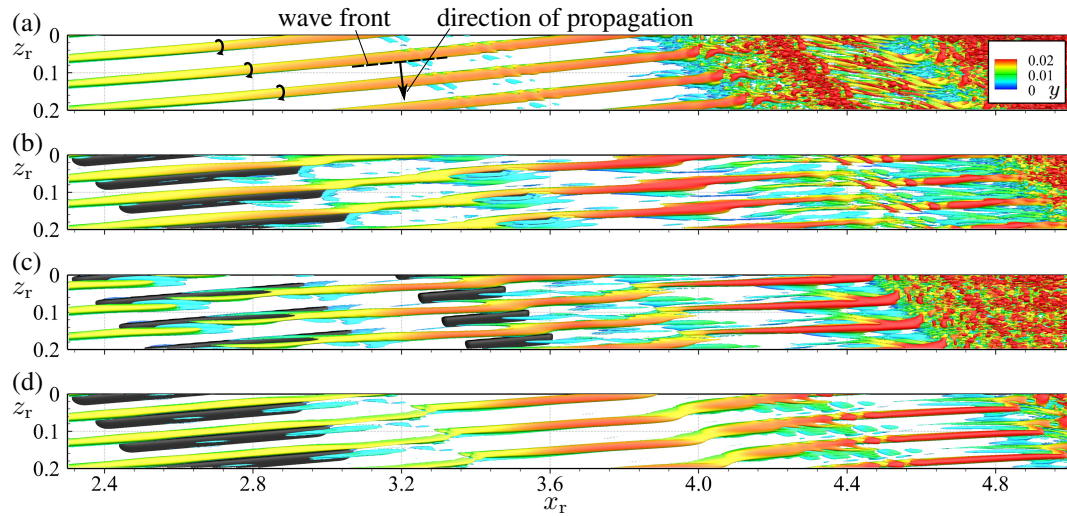 wave front
direction of propagation
(a)
z_r
0
0.1
0.2
0.02
0.01
0 y
(b)
z_r
0
0.1
0.2
(c)
z_r
0
0.1
0.2
(d)
z_r
0
0.1
0.2
2.4 2.8 3.2 3.6 4.0 4.4 4.8
x_r